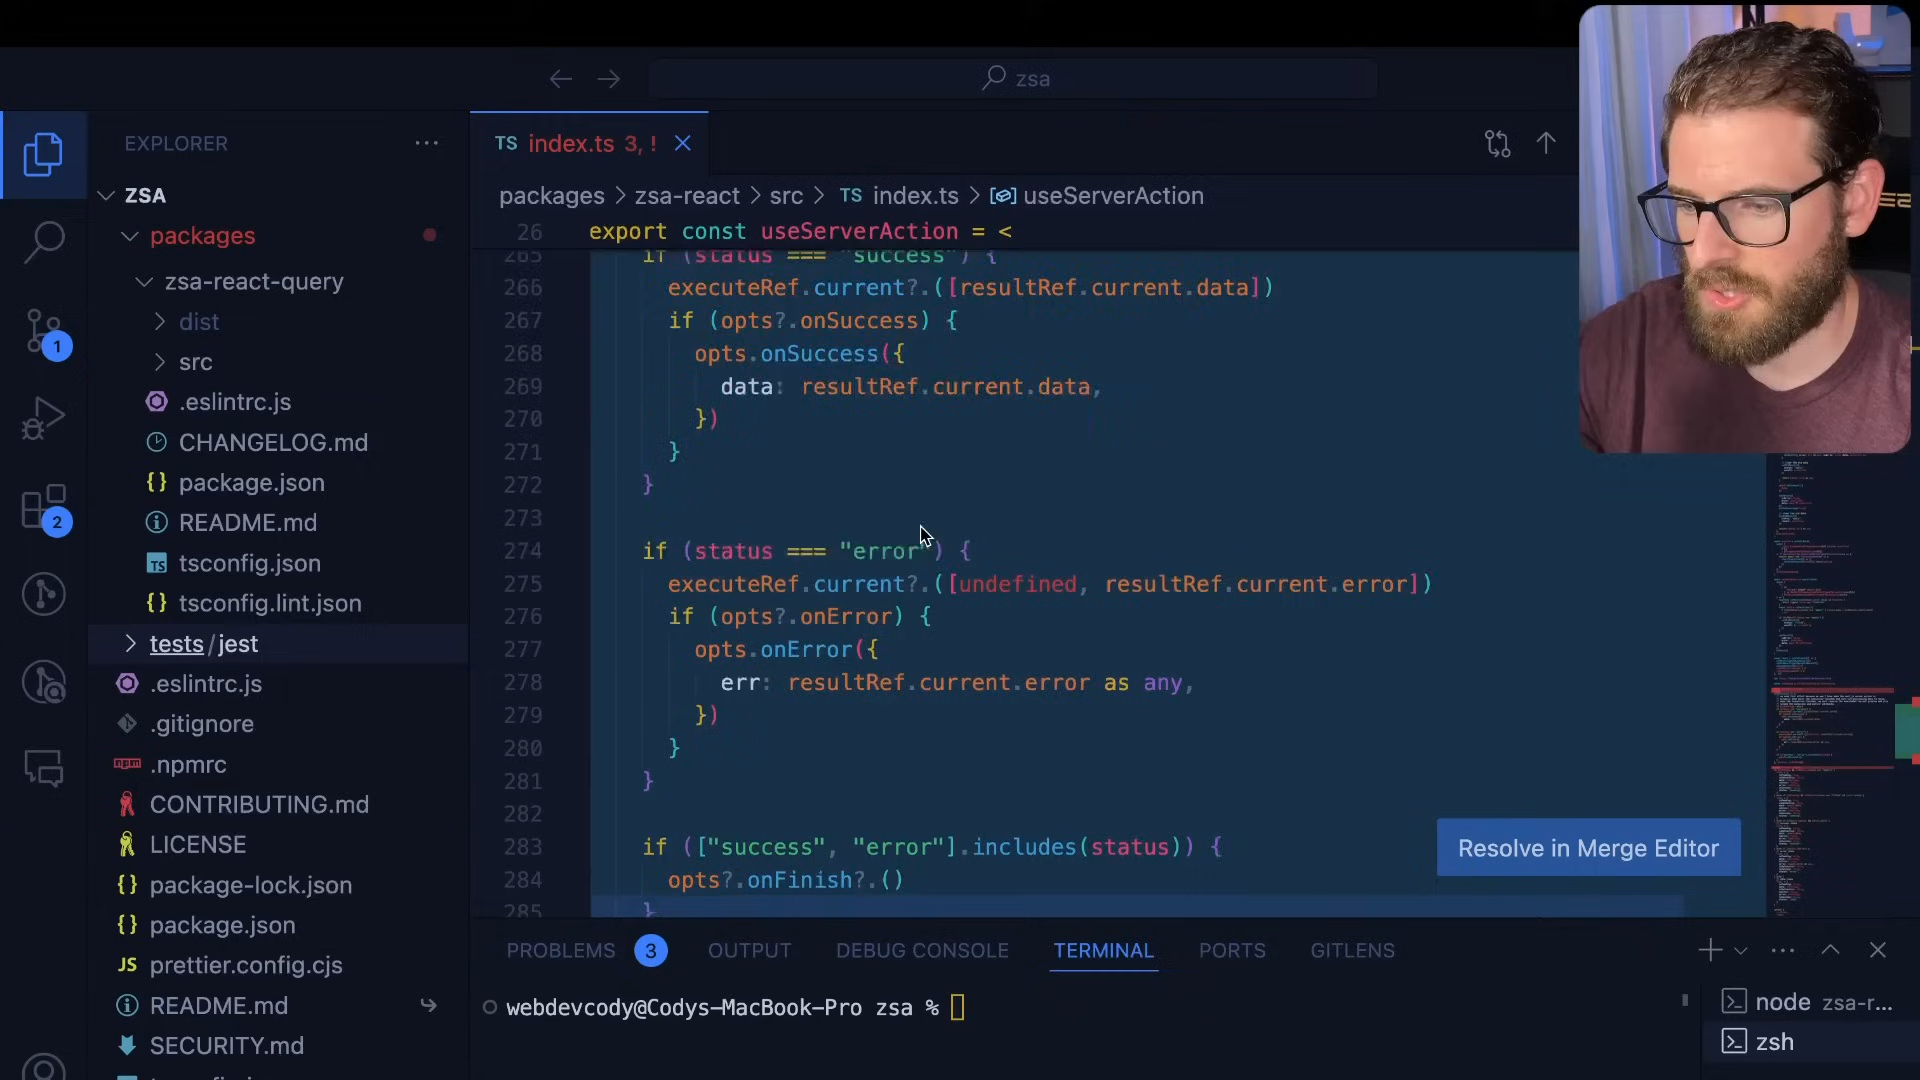 zsa
EXPLORER
ZSA
packages
zsa-react-query
dist
src
.eslintrc.js
CHANGELOG.md
package.json
README.md
tsconfig.json
tsconfig.lint.json
tests/jest
.eslintrc.js
.gitignore
.npmrc
CONTRIBUTING.md
LICENSE
package-lock.json
package.json
prettier.config.cjs
README.md
SECURITY.md
1
2
TS index.ts 3, !
packages > zsa-react > src > TS index.ts > useServerAction
26 export const useServerAction = <
265 if (status === "success") {
266 executeRef.current?.([resultRef.current.data])
267 if (opts?.onSuccess) {
268 opts.onSuccess({
269 data: resultRef.current.data,
270 })
271 }
272 }
273
274 if (status === "error") {
275 executeRef.current?.([undefined, resultRef.current.error])
276 if (opts?.onError) {
277 opts.onError({
278 err: resultRef.current.error as any,
279 })
280 }
281 }
282
283 if (["success", "error"].includes(status)) {
284 opts?.onFinish?.()
285 }
Resolve in Merge Editor
PROBLEMS 3 OUTPUT DEBUG CONSOLE TERMINAL PORTS GITLENS
webdevcody@Codys-MacBook-Pro zsa %
node zsa-r...
zsh